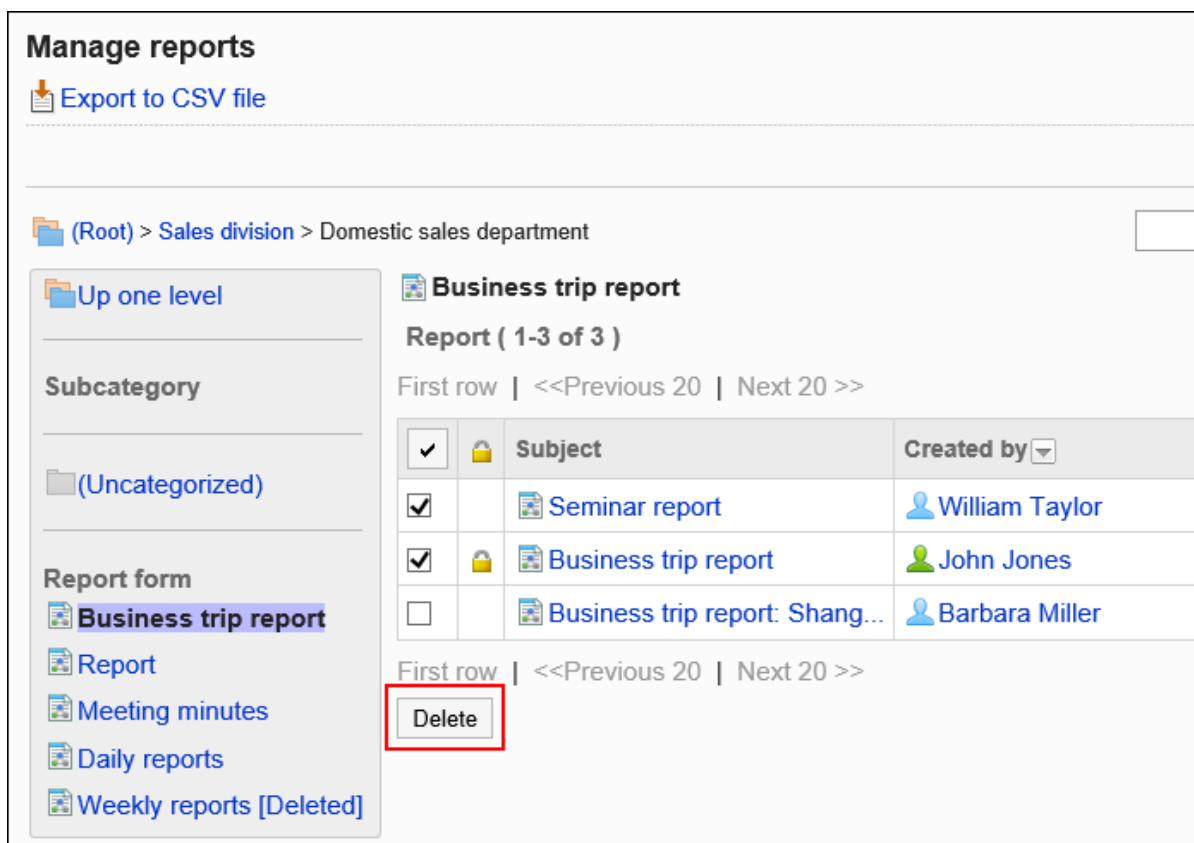 Manage reports
Export to CSV file
(Root) > Sales division > Domestic sales department
Up one level
Subcategory
(Uncategorized)
Report form
Business trip report
Report
Meeting minutes
Daily reports
Weekly reports [Deleted]
Business trip report
Report ( 1-3 of 3 )
First row | <<Previous 20 | Next 20 >>
Subject Created by
Seminar report William Taylor
Business trip report John Jones
Business trip report: Shang... Barbara Miller
First row | <<Previous 20 | Next 20 >>
Delete